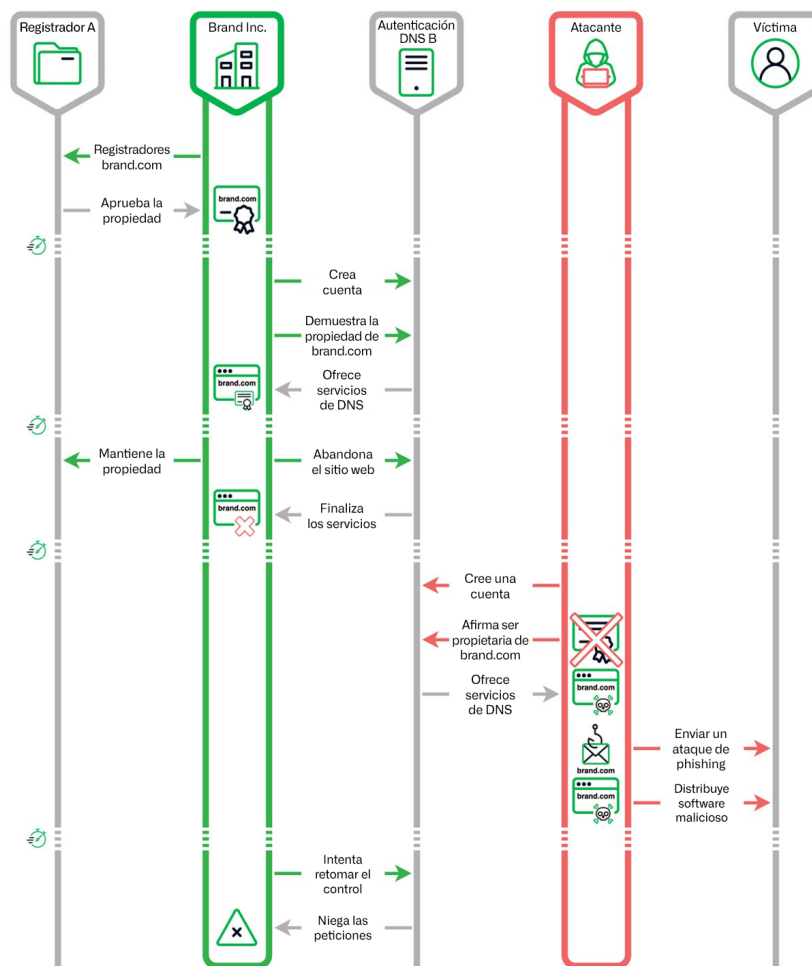 Registrador A
Brand Inc.
Autenticación
DNS B
Atacante
Víctima
Registradores
brand.com
Aprueba la
propiedad
brand.com
Crea
cuenta
Demuestra la
propiedad de
brand.com
brand.com
Ofrece
servicios
de DNS
Mantiene la
propiedad
Abandona
el sitio web
brand.com
Finaliza
los servicios
Cree una
cuenta
Afirma ser
propietaria de
brand.com
Ofrece
servicios
de DNS
brand.com
brand.com
Enviar un
ataque de
phishing
brand.com
Distribuye
software
malicioso
Intenta
retomar el
control
Niega las
peticiones